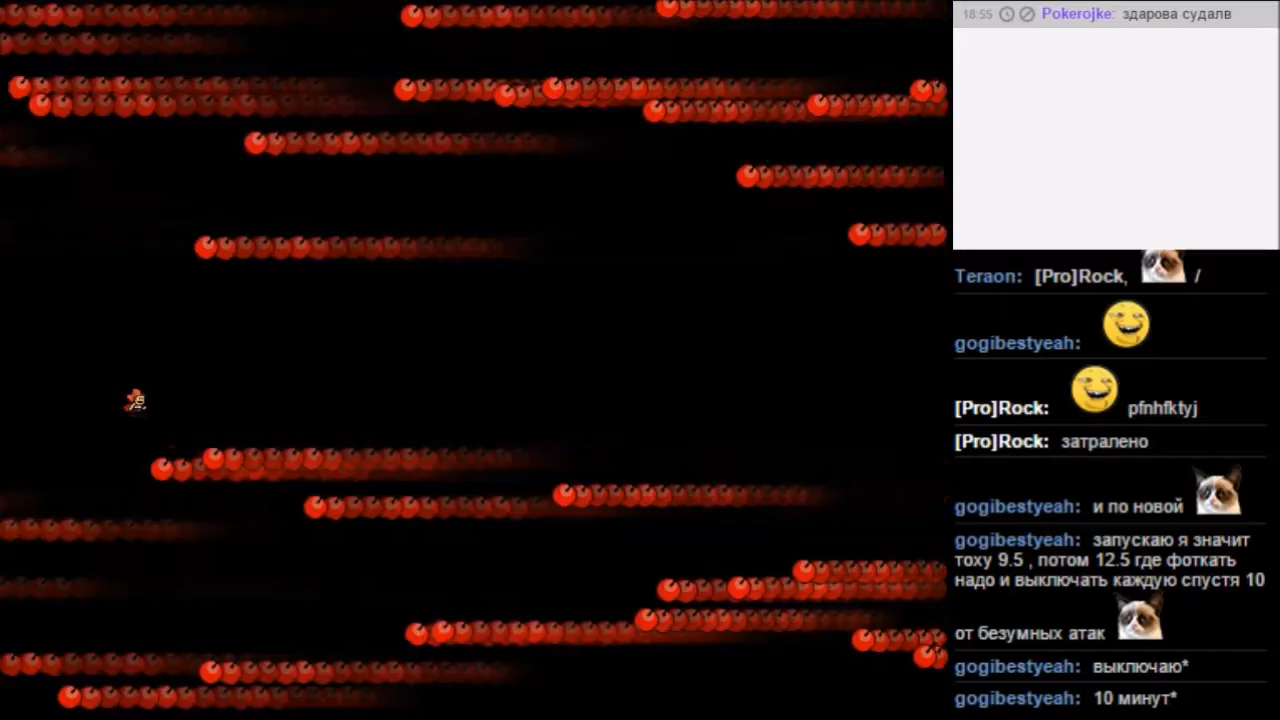 18:55 Pokerojke: здарова судалв
Teraon: [Pro]Rock, /
gogibestyeah:
[Pro]Rock: pfnhfktyj
[Pro]Rock: затралено
gogibestyeah: и по новой
gogibestyeah: запускаю я значит
тоху 9.5 , потом 12.5 где фоткать
надо и выключать каждую спустя 10
от безумных атак
gogibestyeah: выключаю*
gogibestyeah: 10 минут*